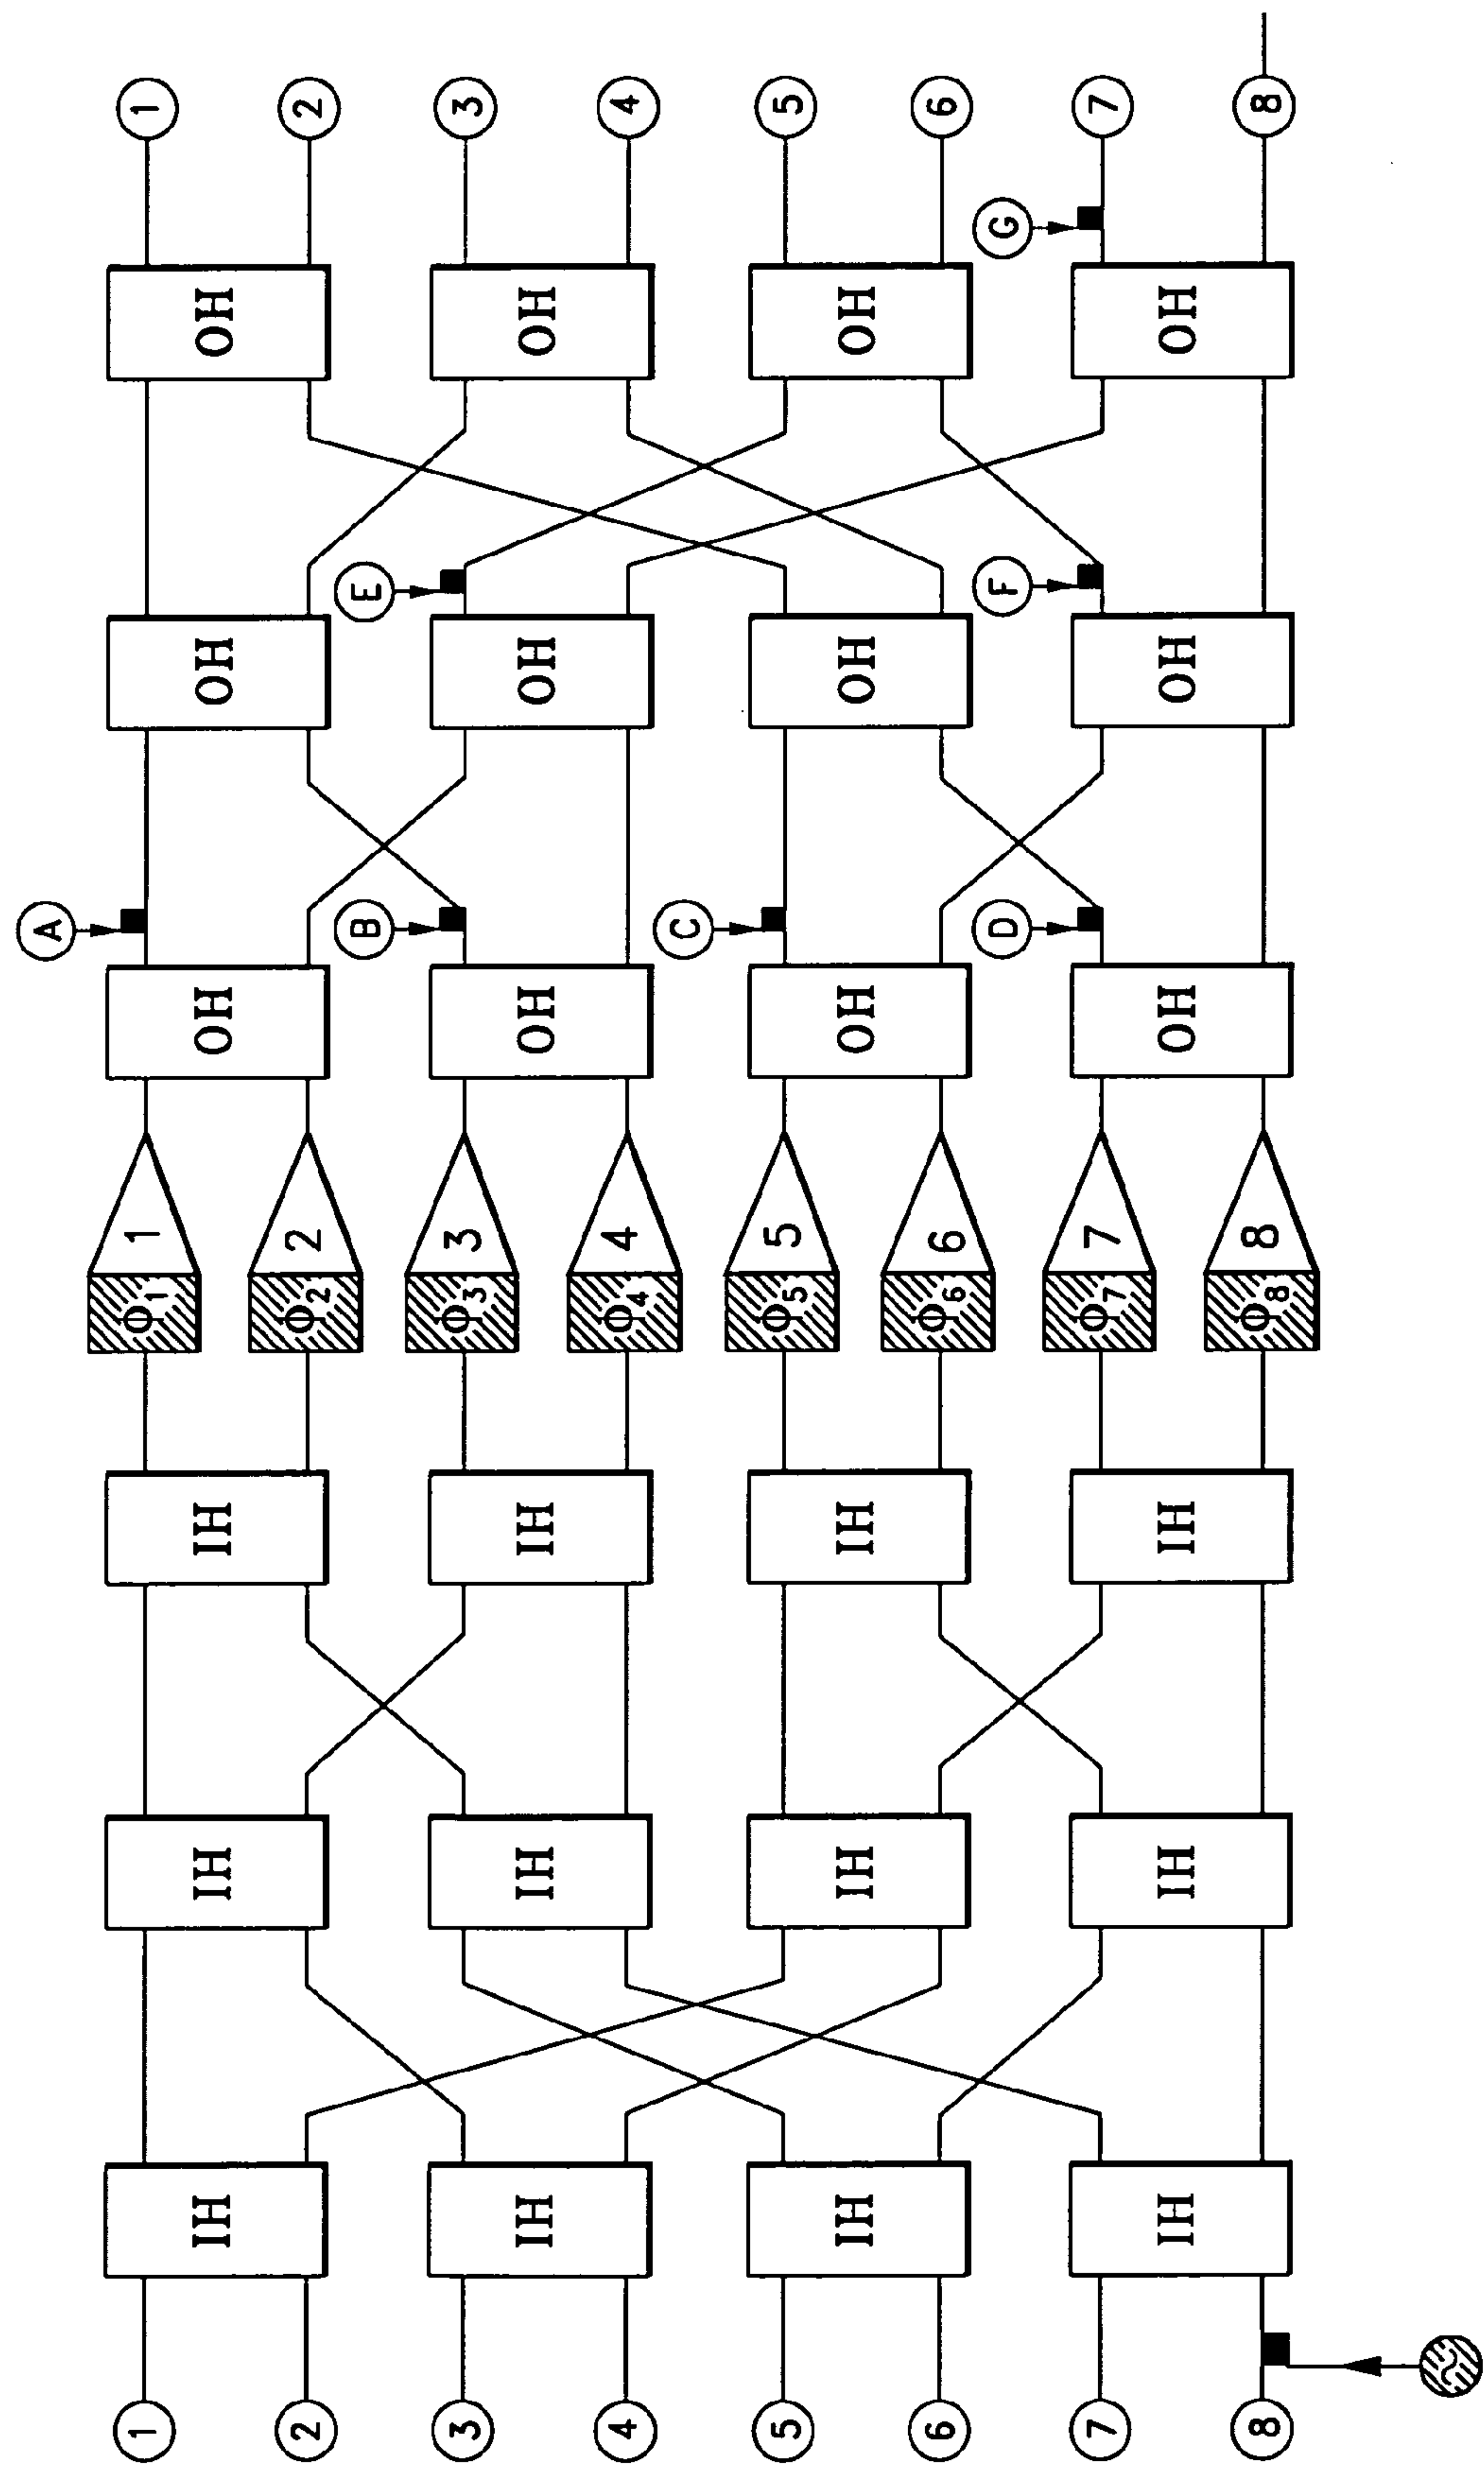 A
1 Φ1 1 1
IH IH IH OH OH OH
2 Φ2 2 2
B E
3 Φ3 3 3
IH IH IH OH OH OH
4 Φ4 4 4
C
5 Φ5 5 5
IH IH IH OH OH OH
6 Φ6 6 6
D F G
7 Φ7 7 7
IH IH IH OH OH OH
8 Φ8 8 8
~